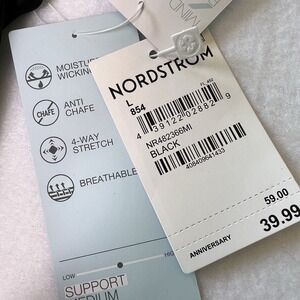 MOISTURE
WICKING
ANTI
CHAFE
CHAFE
4-WAY
STRETCH
BREATHABLE
LOW
SUPPORT
MEDIUM
NORDSTROM
L
854
4 39122 02882 9
NR482366MI
BLACK
59.00
39.99
ANNIVERSARY